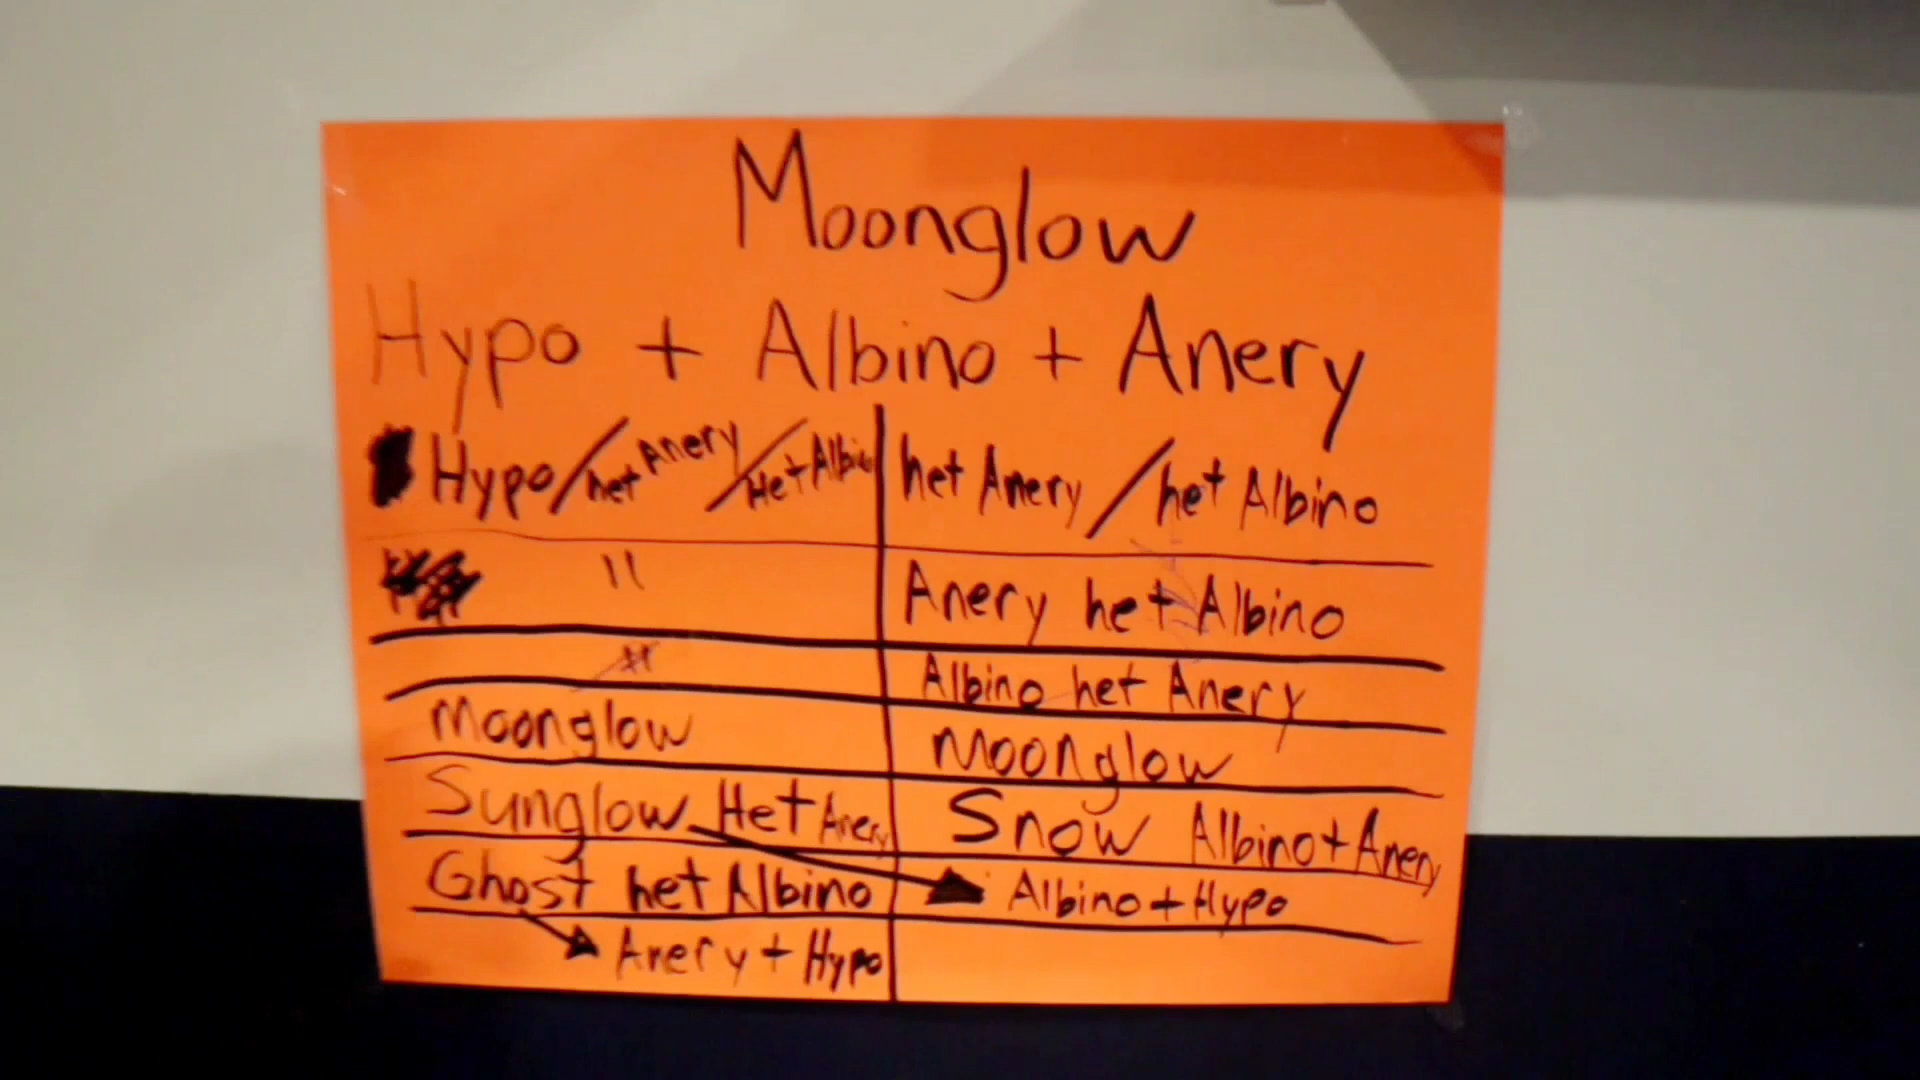 Moonglow
Hypo + Albino + Anery
Hypo/het Anery/Het Albino het Anery/het Albino
" Anery het Albino
" Albino het Anery
Moonglow Moonglow
Sunglow Het Anery Snow Albino + Anery
Ghost het Albino Albino + Hypo
Anery + Hypo